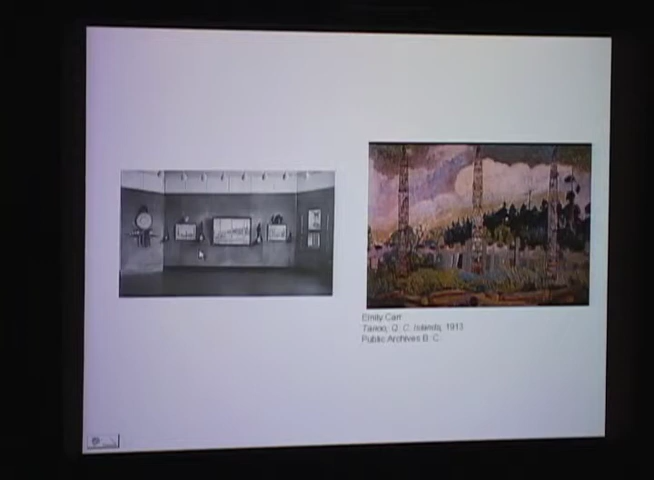 Emily Carr
Tanoo, Q. C. Islands, 1913
Public Archives B. C.